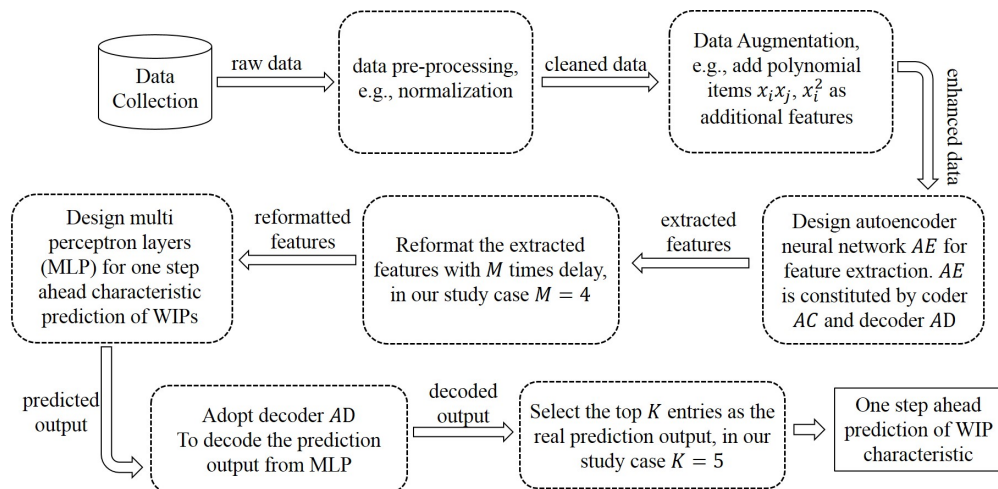 Data
Collection
raw data
data pre-processing,
e.g., normalization
cleaned data
Data Augmentation,
e.g., add polynomial
items $x_i x_j$, $x_i^2$ as
additional features
enhanced data
Design autoencoder
neural network AE for
feature extraction. AE
is constituted by coder
AC and decoder AD
extracted
features
Reformat the extracted
features with M times delay,
in our study case M = 4
reformatted
features
Design multi
perceptron layers
(MLP) for one step
ahead characteristic
prediction of WIPs
predicted
output
Adopt decoder AD
To decode the prediction
output from MLP
decoded
output
Select the top K entries as the
real prediction output, in our
study case K = 5
One step ahead
prediction of WIP
characteristic